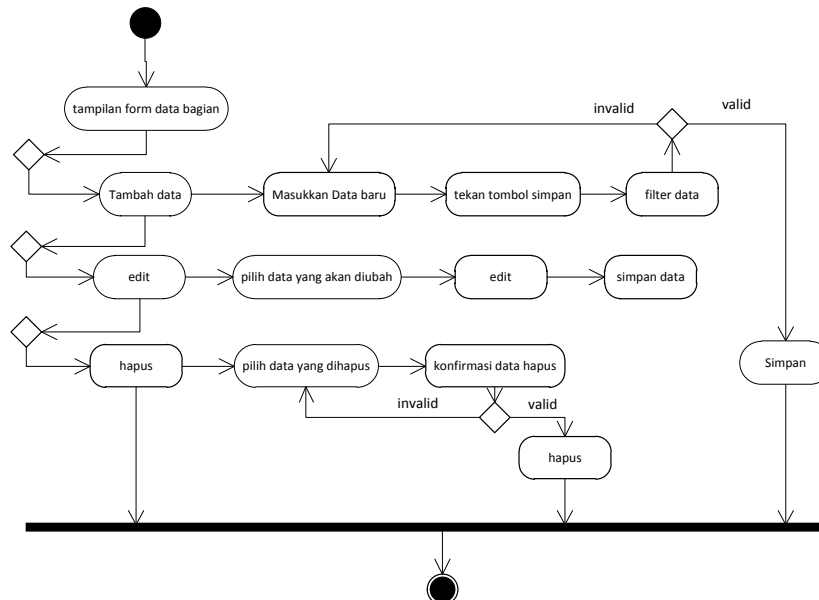 tampilan form data bagian
invalid
valid
Tambah data
Masukkan Data baru
tekan tombol simpan
filter data
edit
pilih data yang akan diubah
edit
simpan data
hapus
pilih data yang dihapus
konfirmasi data hapus
Simpan
invalid
valid
hapus